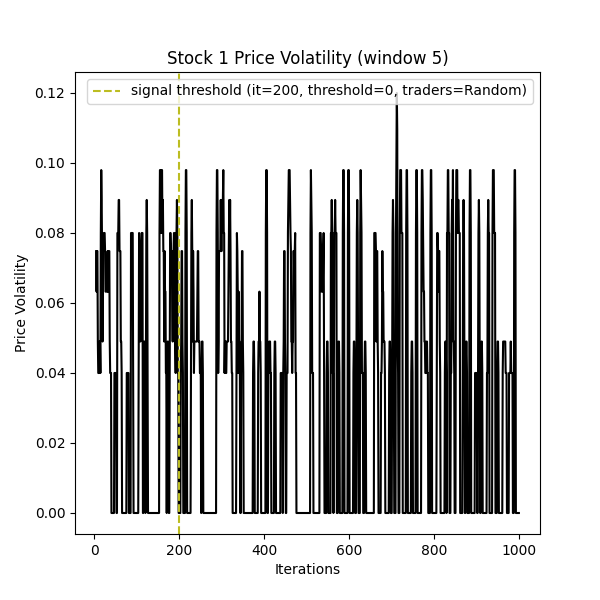 Stock 1 Price Volatility (window 5)
signal threshold (it=200, threshold=0, traders=Random)
0.12
0.10
0.08
0.06
0.04
0.02
0.00
Price Volatility
0 200 400 600 800 1000
Iterations